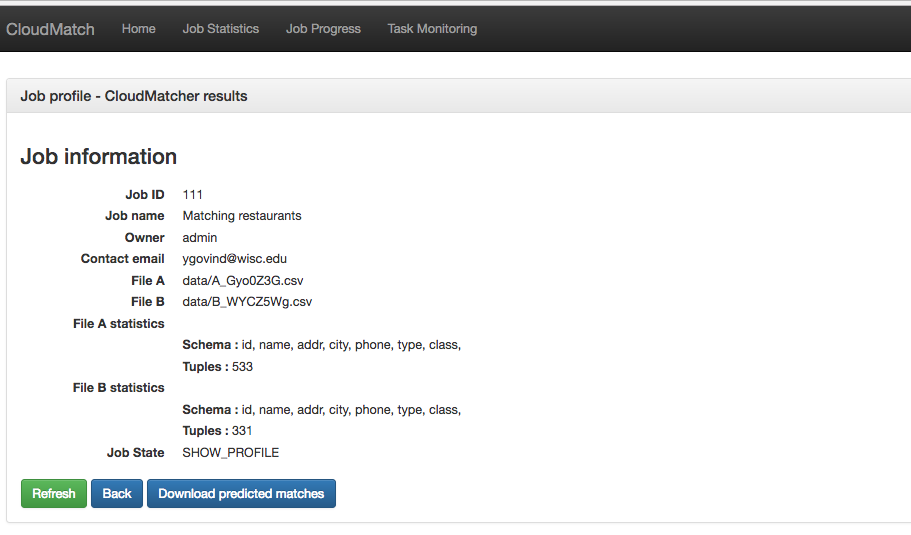 CloudMatch Home Job Statistics Job Progress Task Monitoring
Job profile - CloudMatcher results
Job information
Job ID 111
Job name Matching restaurants
Owner admin
Contact email ygovind@wisc.edu
File A data/A_Gyo0Z3G.csv
File B data/B_WYCZ5Wg.csv
File A statistics
Schema : id, name, addr, city, phone, type, class,
Tuples : 533
File B statistics
Schema : id, name, addr, city, phone, type, class,
Tuples : 331
Job State SHOW_PROFILE
Refresh Back Download predicted matches